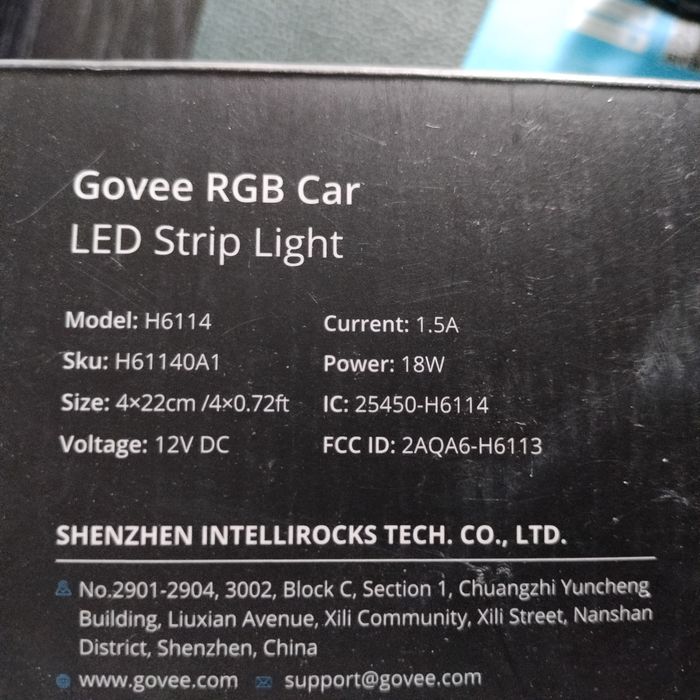 Govee RGB Car
LED Strip Light
Model: H6114
Sku: H61140A1
Size: 4×22cm /4×0.72ft
Voltage: 12V DC
Current: 1.5A
Power: 18W
IC: 25450-H6114
FCC ID: 2AQA6-H6113
SHENZHEN INTELLIROCKS TECH. CO., LTD.
No.2901-2904, 3002, Block C, Section 1, Chuangzhi Yuncheng
Building, Liuxian Avenue, Xili Community, Xili Street, Nanshan
District, Shenzhen, China
www.govee.com support@govee.com